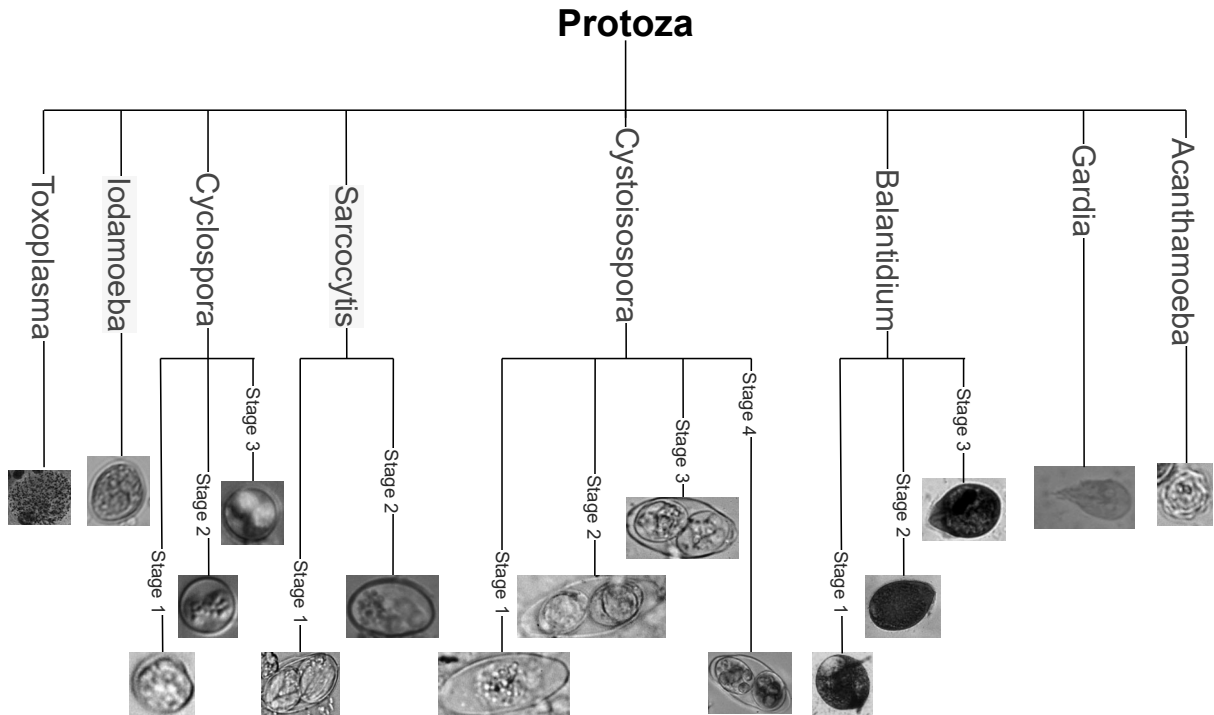 Protoza
Toxoplasma
Iodamoeba
Cyclospora
Sarcocytis
Cystoisospora
Balantidium
Gardia
Acanthamoeba
Stage 1
Stage 2
Stage 3
Stage 1
Stage 2
Stage 1
Stage 2
Stage 3
Stage 4
Stage 1
Stage 2
Stage 3